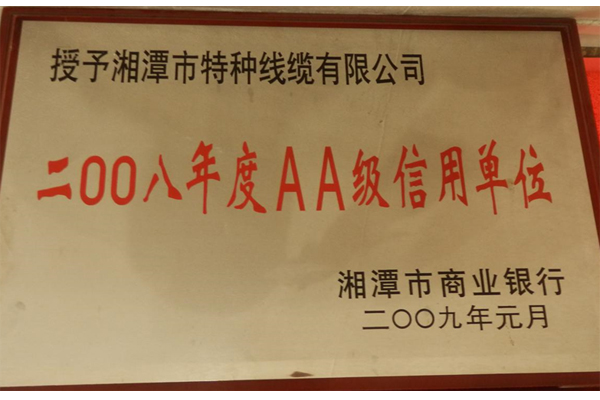 授予湘潭市特种线缆有限公司
二00八年度AA级信用单位
湘潭市商业银行
二〇〇九年元月